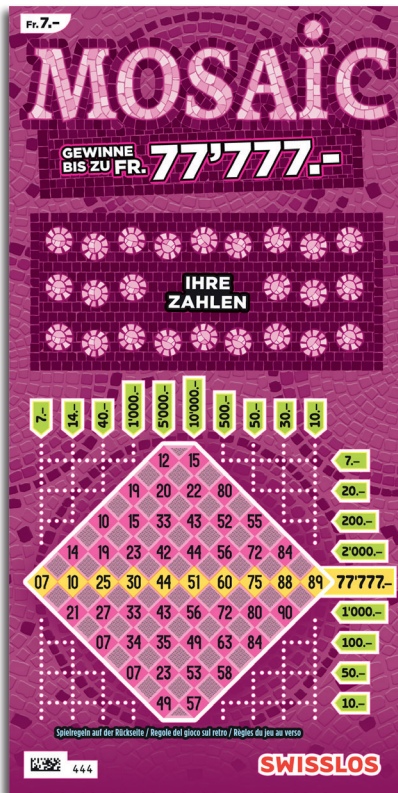 Fr. 7.–
MOSAIC
GEWINNE
BIS ZU FR. 77’777.–
IHRE
ZAHLEN
7.– 14.– 40.– 1’000.– 5’000.– 10’000.– 500.– 50.– 30.– 10.–
12 15 7.–
19 20 22 80 20.–
10 15 33 43 52 55 200.–
14 19 23 42 44 56 72 84 2’000.–
07 10 25 30 44 51 60 75 88 89 77’777.–
21 27 33 43 56 72 80 90 1’000.–
07 34 35 49 63 84 100.–
07 23 53 58 50.–
49 57 10.–
Spielregeln auf der Rückseite / Regole del gioco sul retro / Règles du jeu au verso
444
SWISSLOS